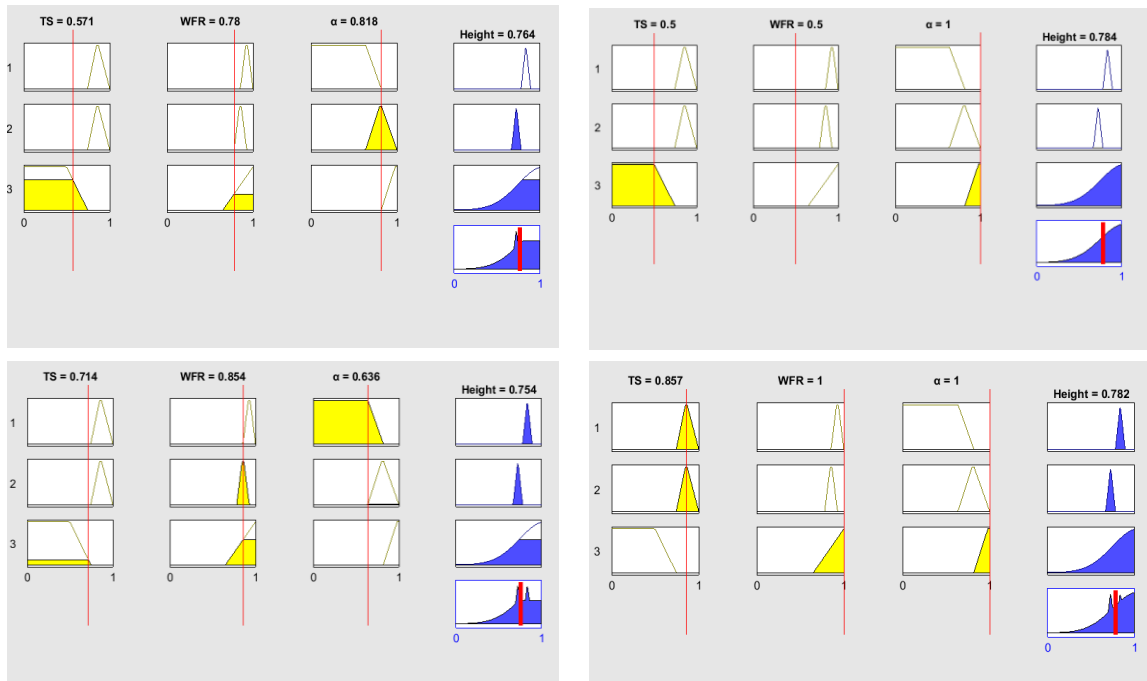 TS = 0.571 WFR = 0.78 α = 0.818 Height = 0.764
1
2
3
0 1 0 1 0 1
0 1
TS = 0.5 WFR = 0.5 α = 1 Height = 0.784
1
2
3
0 1 0 1 0 1
0 1
TS = 0.714 WFR = 0.854 α = 0.636 Height = 0.754
1
2
3
0 1 0 1 0 1
0 1
TS = 0.857 WFR = 1 α = 1 Height = 0.782
1
2
3
0 1 0 1 0 1
0 1